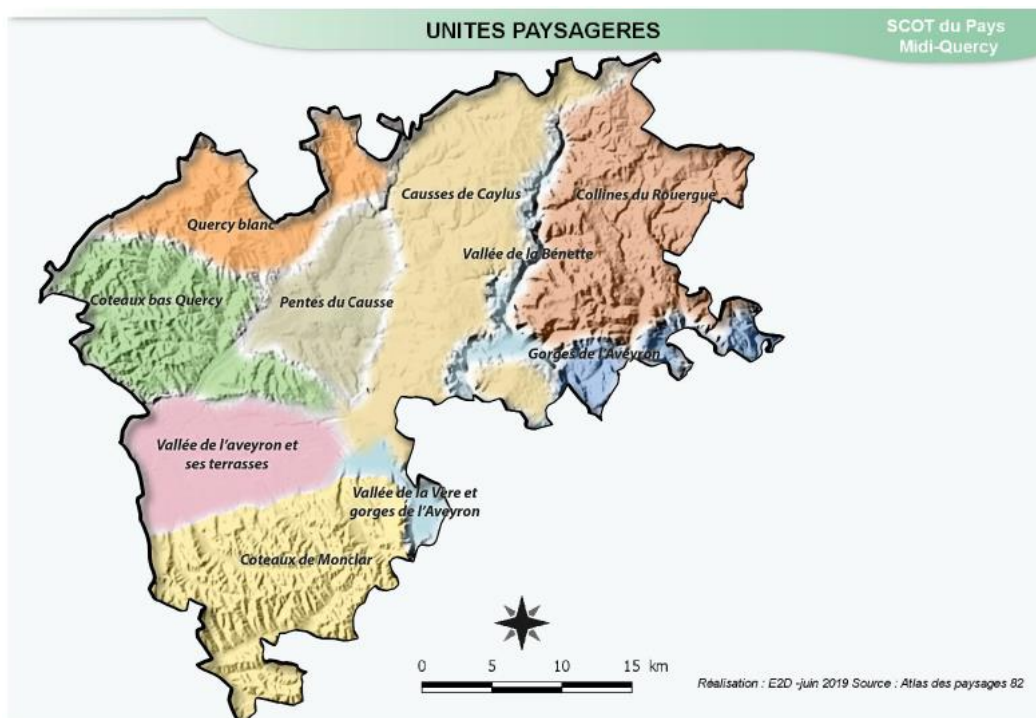 UNITES PAYSAGERES
SCOT du Pays
Midi-Quercy
Causses de Caylus
Collines du Rouergue
Quercy blanc
Vallée de la Bénette
Coteaux bas Quercy
Pentes du Causse
Gorges de l'Aveyron
Vallée de l'aveyron et
ses terrasses
Vallée de la Vère et
gorges de l'Aveyron
Coteaux de Monclar
0 5 10 15 km
Réalisation : E2D -juin 2019 Source : Atlas des paysages 82